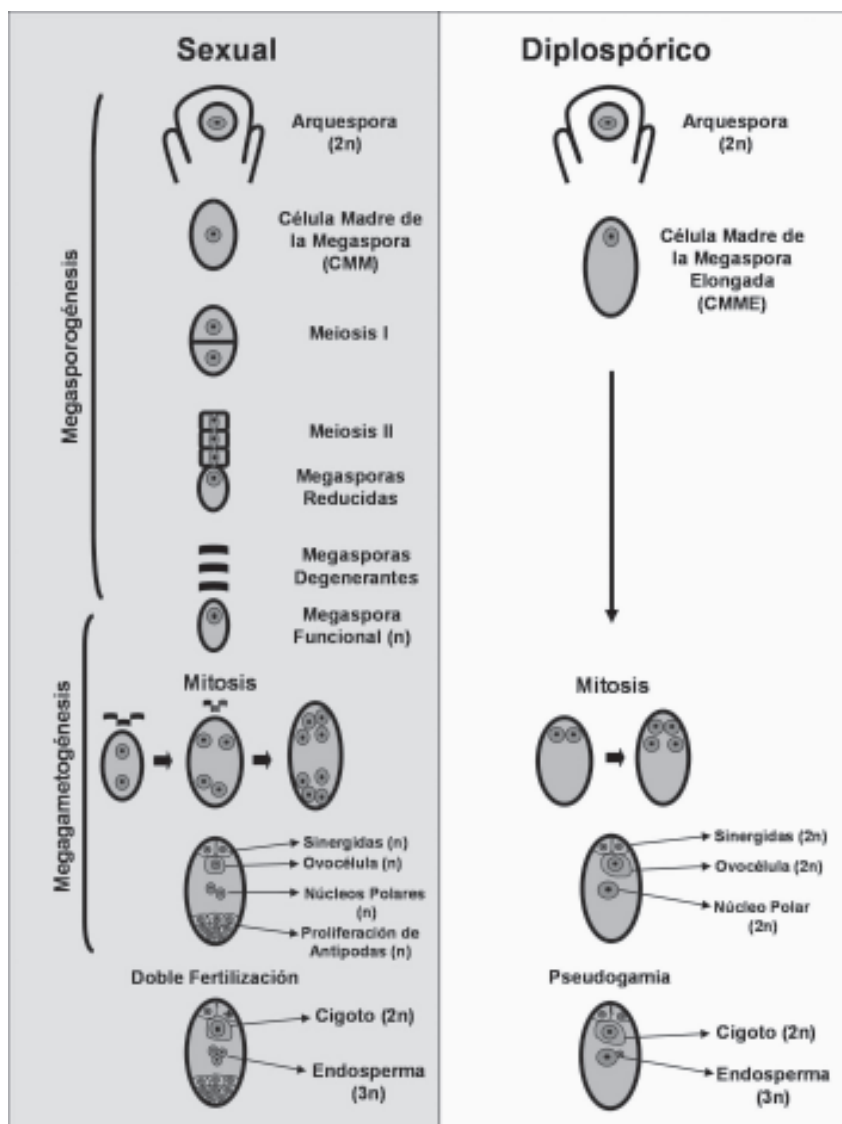 Sexual
Arquespora
(2n)
Célula Madre de
la Megaspora
(CMM)
Meiosis I
Meiosis II
Megasporas
Reducidas
Megasporas
Degenerantes
Megaspora
Funcional (n)
Megasporogénesis
Mitosis
Sinergidas (n)
Ovocélula (n)
Núcleos Polares
(n)
Proliferación de
Antipodas (n)
Megagametogénesis
Doble Fertilización
Cigoto (2n)
Endosperma
(3n)
Diplospórico
Arquespora
(2n)
Célula Madre de
la Megaspora
Elongada
(CMME)
Mitosis
Sinergidas (2n)
Ovocélula (2n)
Núcleo Polar
(2n)
Pseudogamia
Cigoto (2n)
Endosperma
(3n)